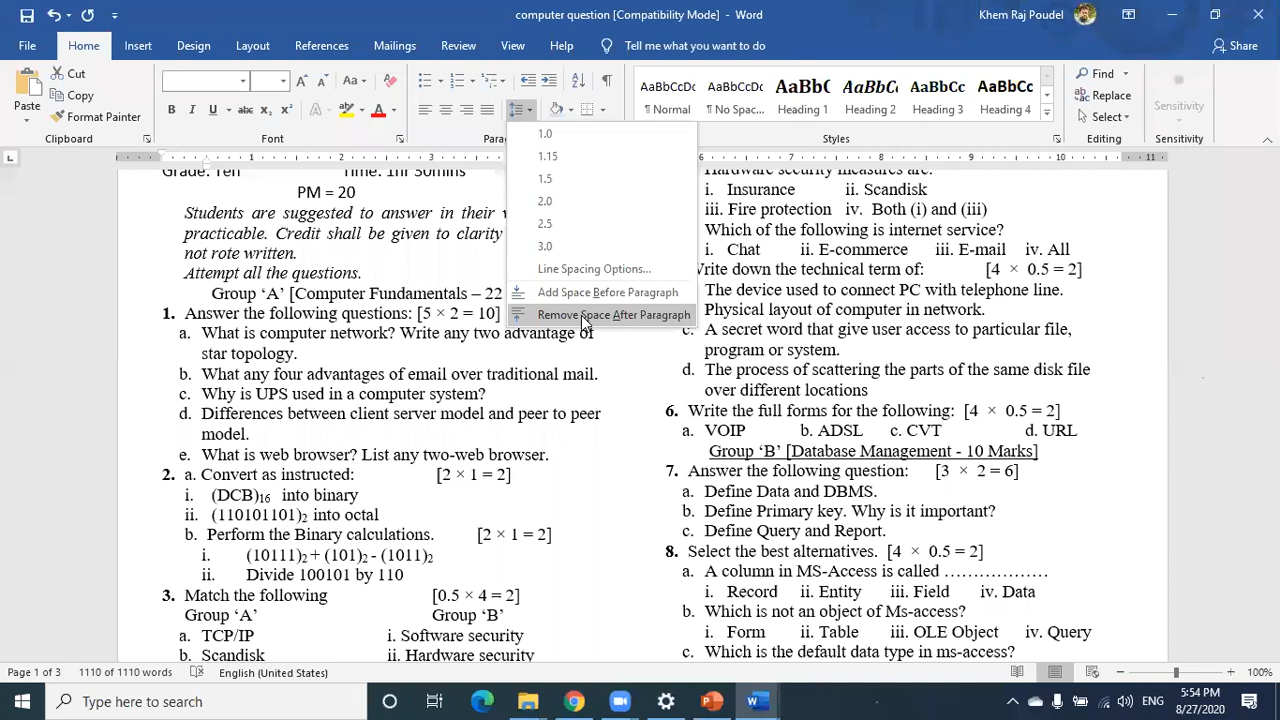 computer question [Compatibility Mode] - Word
Khem Raj Poudel
File Home Insert Design Layout References Mailings Review View Help Tell me what you want to do Share
Cut
Copy
Format Painter
Paste
Clipboard
Aa
B I U
Font
AaBbCcDc AaBbCcDc AaBbC AaBbCc AaBbC AaBbCc
¶ Normal ¶ No Spac... Heading 1 Heading 2 Heading 3 Heading 4
Styles
Find
Replace
Select
Editing
Sensitivity
Sensitivity
1.0
1.15
1.5
2.0
2.5
3.0
Line Spacing Options...
Add Space Before Paragraph
Remove Space After Paragraph
1 2 3 6 7 8 9 10 11
Grade: Ten Time: 1hr 30mins
PM = 20
Students are suggested to answer in their
practicable. Credit shall be given to clarity
not rote written.
Attempt all the questions.
Group ‘A’ [Computer Fundamentals – 22
1. Answer the following questions: [5 × 2 = 10]
a. What is computer network? Write any two advantage of
star topology.
b. What any four advantages of email over traditional mail.
c. Why is UPS used in a computer system?
d. Differences between client server model and peer to peer
model.
e. What is web browser? List any two-web browser.
2. a. Convert as instructed: [2 × 1 = 2]
i. (DCB)16 into binary
ii. (110101101)2 into octal
b. Perform the Binary calculations. [2 × 1 = 2]
i. (10111)2 + (101)2 - (1011)2
ii. Divide 100101 by 110
3. Match the following [0.5 × 4 = 2]
Group ‘A’ Group ‘B’
a. TCP/IP i. Software security
b. Scandisk ii. Hardware security
Hardware security measures are:
i. Insurance ii. Scandisk
iii. Fire protection iv. Both (i) and (iii)
Which of the following is internet service?
i. Chat ii. E-commerce iii. E-mail iv. All
Write down the technical term of: [4 × 0.5 = 2]
The device used to connect PC with telephone line.
Physical layout of computer in network.
c. A secret word that give user access to particular file,
program or system.
d. The process of scattering the parts of the same disk file
over different locations
6. Write the full forms for the following: [4 × 0.5 = 2]
a. VOIP b. ADSL c. CVT d. URL
Group ‘B’ [Database Management - 10 Marks]
7. Answer the following question: [3 × 2 = 6]
a. Define Data and DBMS.
b. Define Primary key. Why is it important?
c. Define Query and Report.
8. Select the best alternatives. [4 × 0.5 = 2]
a. A column in MS-Access is called ………………
i. Record ii. Entity iii. Field iv. Data
b. Which is not an object of Ms-access?
i. Form ii. Table iii. OLE Object iv. Query
c. Which is the default data type in ms-access?
Page 1 of 3 1110 of 1110 words English (United States) 100%
Type here to search
ENG
5:54 PM
8/27/2020